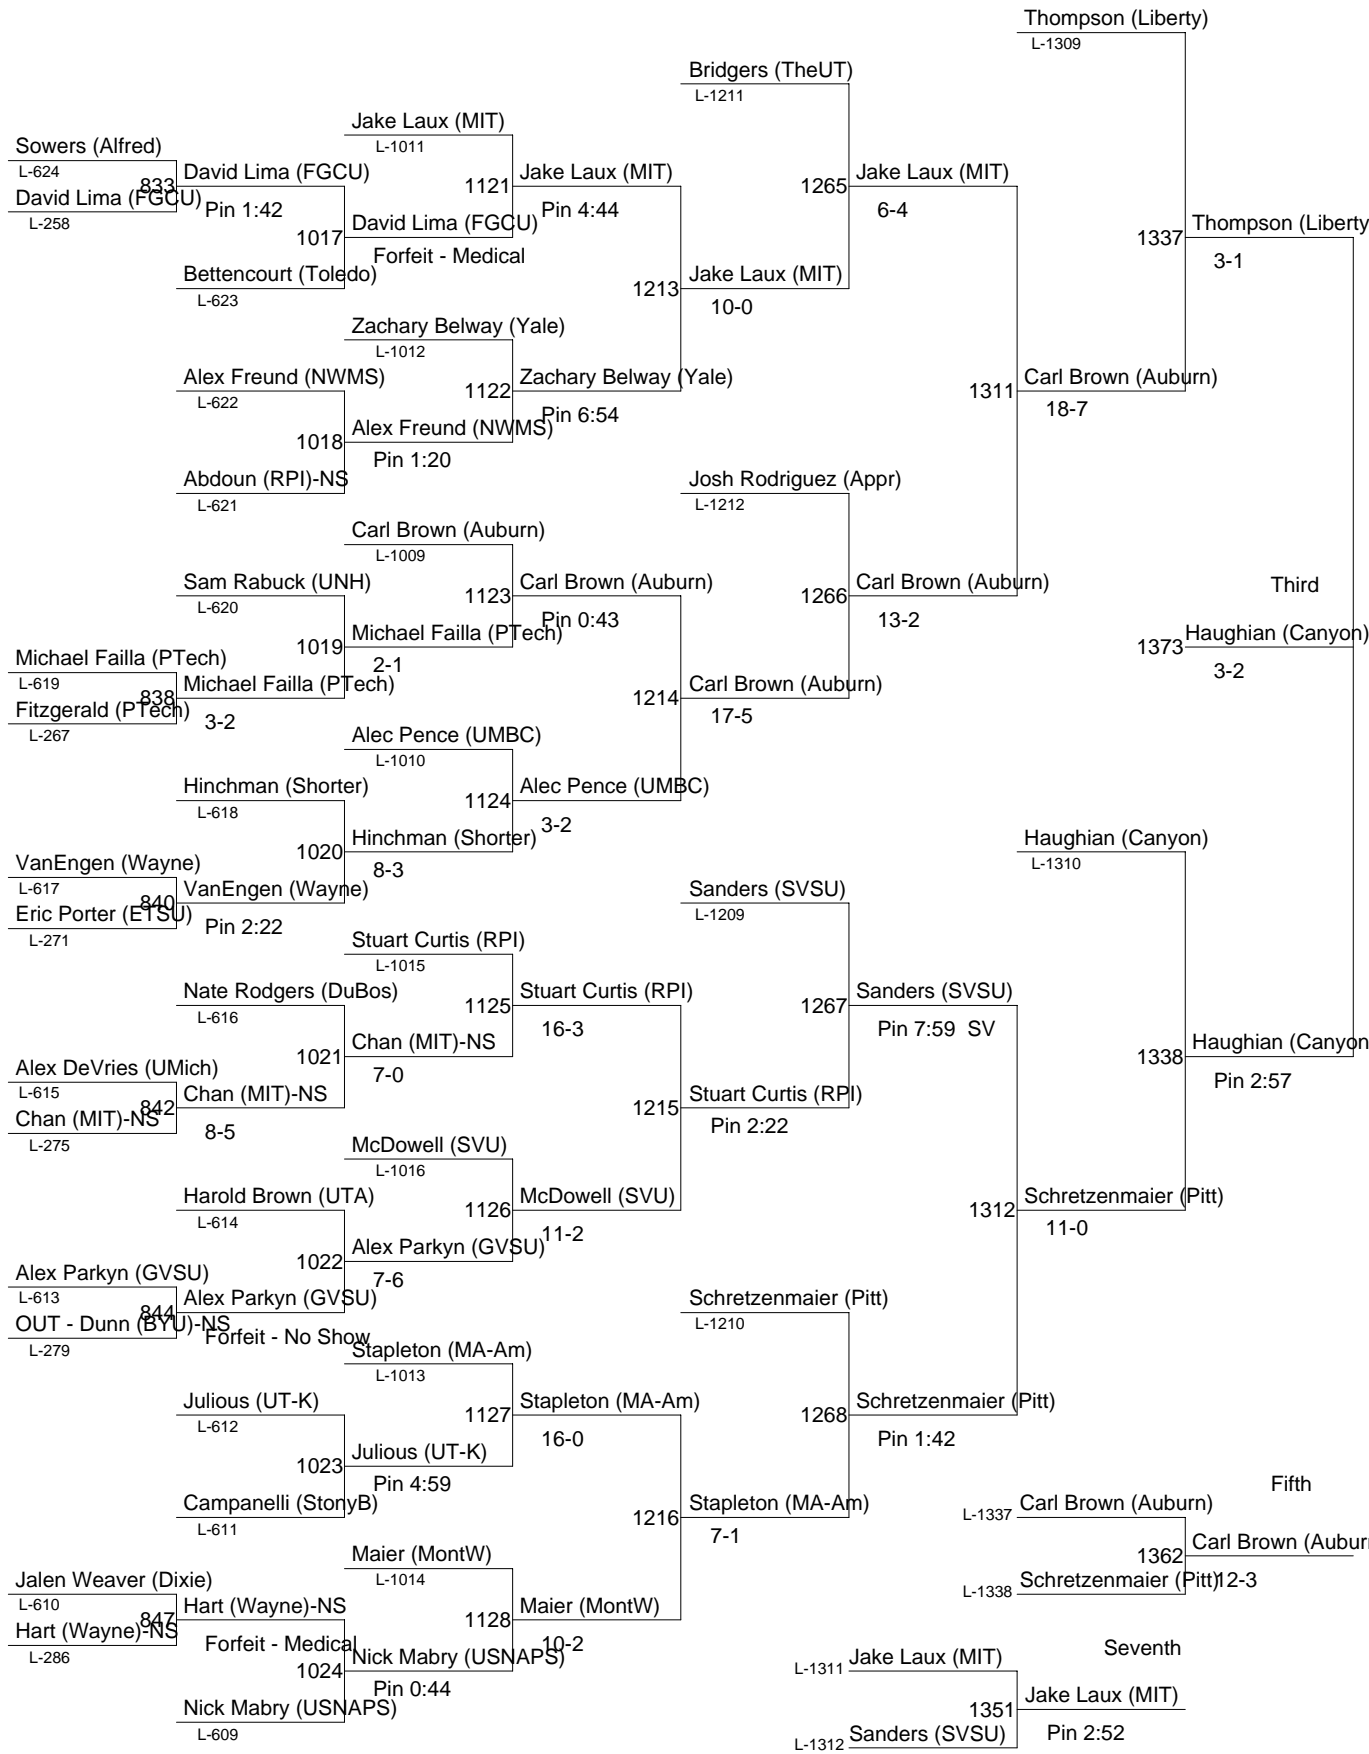 Thompson (Liberty)
L-1309
Bridgers (TheUT)
L-1211
Jake Laux (MIT)
L-1011
Sowers (Alfred)
L-624
833
David Lima (FGCU)
1121
Jake Laux (MIT)
1265
Jake Laux (MIT)
David Lima (FGCU)
Pin 1:42
Pin 4:44
6-4
L-258
1017
David Lima (FGCU)
1337
Thompson (Liberty
Forfeit - Medical
3-1
Bettencourt (Toledo)
1213
Jake Laux (MIT)
L-623
10-0
Zachary Belway (Yale)
L-1012
Alex Freund (NWMS)
1122
Zachary Belway (Yale)
1311
Carl Brown (Auburn)
L-622
Pin 6:54
18-7
1018
Alex Freund (NWMS)
Pin 1:20
Abdoun (RPI)-NS
Josh Rodriguez (Appr)
L-621
L-1212
Carl Brown (Auburn)
L-1009
Sam Rabuck (UNH)
1123
Carl Brown (Auburn)
1266
Carl Brown (Auburn)
Third
L-620
Pin 0:43
13-2
1019
Michael Failla (PTech)
1373
Haughian (Canyon)
2-1
3-2
Michael Failla (PTech)
L-619
838
Michael Failla (PTech)
1214
Carl Brown (Auburn)
Fitzgerald (PTech)
3-2
17-5
L-267
Alec Pence (UMBC)
L-1010
Hinchman (Shorter)
1124
Alec Pence (UMBC)
L-618
3-2
1020
Hinchman (Shorter)
Haughian (Canyon)
8-3
L-1310
VanEngen (Wayne)
L-617
840
VanEngen (Wayne)
Sanders (SVSU)
Eric Porter (ETSU)
Pin 2:22
L-1209
L-271
Stuart Curtis (RPI)
L-1015
Nate Rodgers (DuBos)
1125
Stuart Curtis (RPI)
1267
Sanders (SVSU)
L-616
16-3
Pin 7:59 SV
1021
Chan (MIT)-NS
1338
Haughian (Canyon
7-0
Pin 2:57
Alex DeVries (UMich)
L-615
842
Chan (MIT)-NS
1215
Stuart Curtis (RPI)
Chan (MIT)-NS
8-5
Pin 2:22
L-275
McDowell (SVU)
L-1016
Harold Brown (UTA)
1126
McDowell (SVU)
1312
Schretzenmaier (Pitt)
L-614
11-2
11-0
1022
Alex Parkyn (GVSU)
7-6
Alex Parkyn (GVSU)
L-613
844
Alex Parkyn (GVSU)
Schretzenmaier (Pitt)
OUT - Dunn (BYU)-NS
Forfeit - No Show
L-1210
L-279
Stapleton (MA-Am)
L-1013
Julious (UT-K)
1127
Stapleton (MA-Am)
1268
Schretzenmaier (Pitt)
L-612
16-0
Pin 1:42
1023
Julious (UT-K)
Pin 4:59
Fifth
Campanelli (StonyB)
1216
Stapleton (MA-Am)
L-1337
Carl Brown (Auburn)
L-611
7-1
Maier (MontW)
1362
Carl Brown (Aubur
L-1014
12-3
Jalen Weaver (Dixie)
L-1338
Schretzenmaier (Pitt)
L-610
847
Hart (Wayne)-NS
1128
Maier (MontW)
Hart (Wayne)-NS
Forfeit - Medical
10-2
Seventh
L-286
1024
Nick Mabry (USNAPS)
L-1311
Jake Laux (MIT)
Pin 0:44
Nick Mabry (USNAPS)
1351
Jake Laux (MIT)
L-609
Pin 2:52
L-1312
Sanders (SVSU)